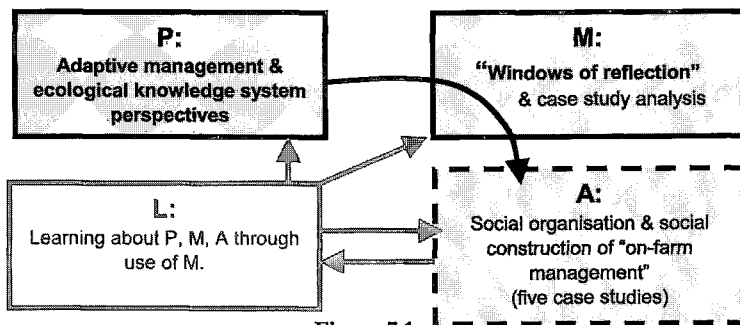 P:
Adaptive management &
ecological knowledge system
perspectives
M:
“Windows of reflection”
& case study analysis
L:
Learning about P, M, A through
use of M.
A:
Social organisation & social
construction of "on-farm
management"
(five case studies)